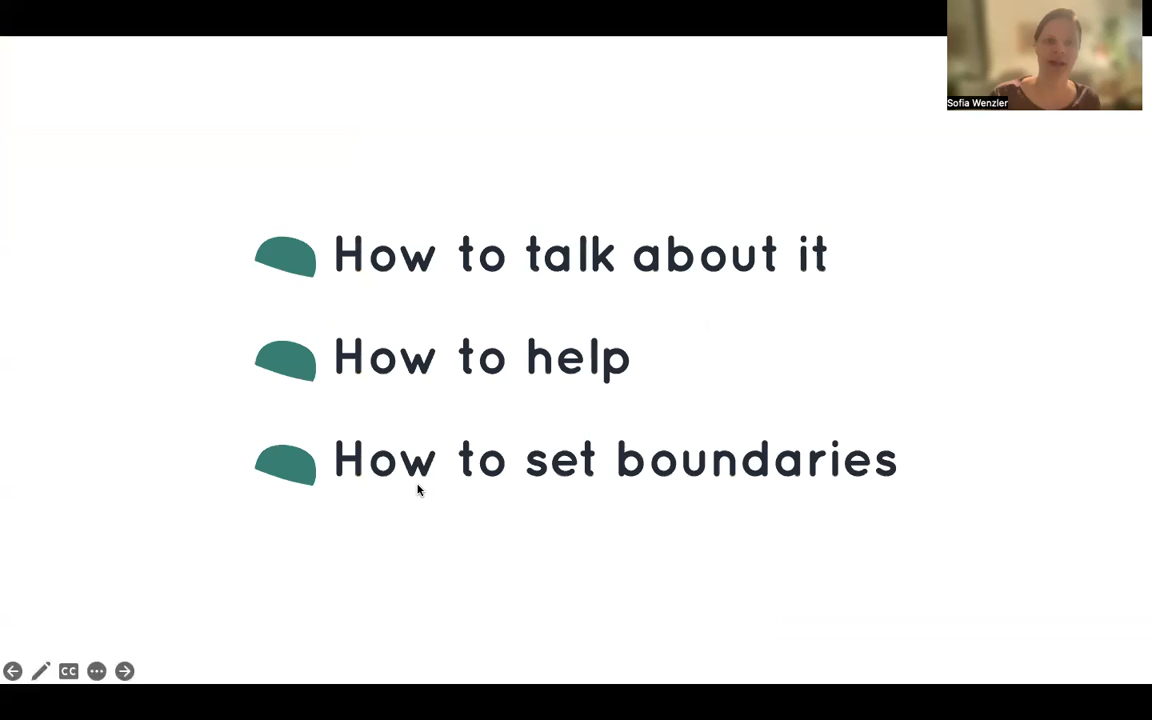 Sofia Wenzler
How to talk about it
How to help
How to set boundaries
CC